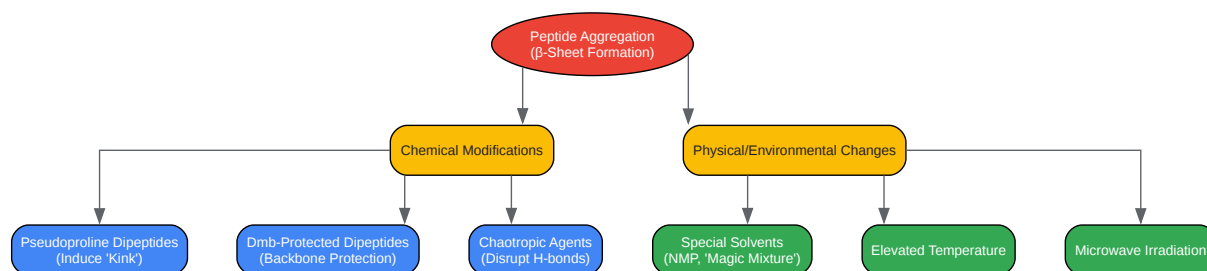 Peptide Aggregation
(β-Sheet Formation)
Chemical Modifications
Physical/Environmental Changes
Pseudoproline Dipeptides
(Induce 'Kink')
Dmb-Protected Dipeptides
(Backbone Protection)
Chaotropic Agents
(Disrupt H-bonds)
Special Solvents
(NMP, 'Magic Mixture')
Elevated Temperature
Microwave Irradiation